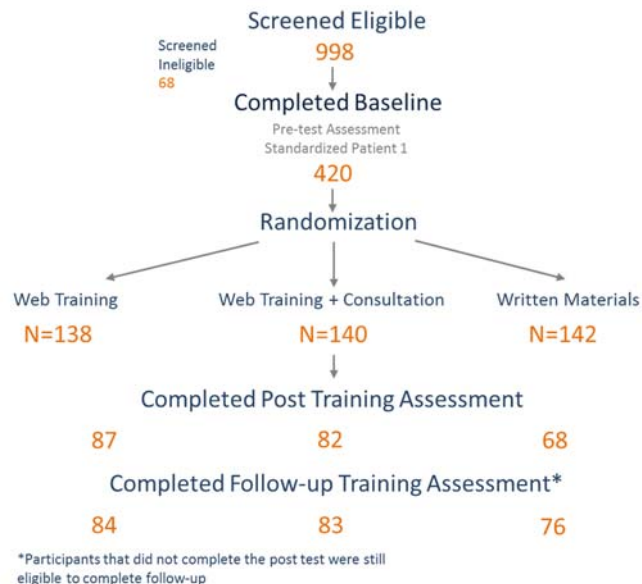 Screened Eligible
Screened
Ineligible
68
998
Completed Baseline
Pre-test Assessment
Standardized Patient 1
420
Randomization
Web Training
Web Training + Consultation
Written Materials
N=138
N=140
N=142
Completed Post Training Assessment
87
82
68
Completed Follow-up Training Assessment*
84
83
76
*Participants that did not complete the post test were still
eligible to complete follow-up